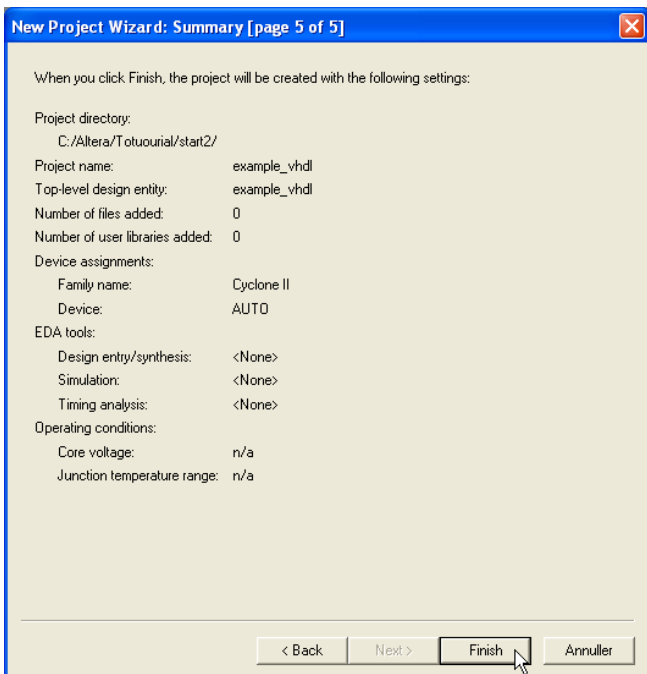 New Project Wizard: Summary [page 5 of 5]
When you click Finish, the project will be created with the following settings:
Project directory:
C:/Altera/Totuourial/start2/
Project name: example_vhdl
Top-level design entity: example_vhdl
Number of files added: 0
Number of user libraries added: 0
Device assignments:
Family name: Cyclone II
Device: AUTO
EDA tools:
Design entry/synthesis: <None>
Simulation: <None>
Timing analysis: <None>
Operating conditions:
Core voltage: n/a
Junction temperature range: n/a
< Back Next > Finish Annuller